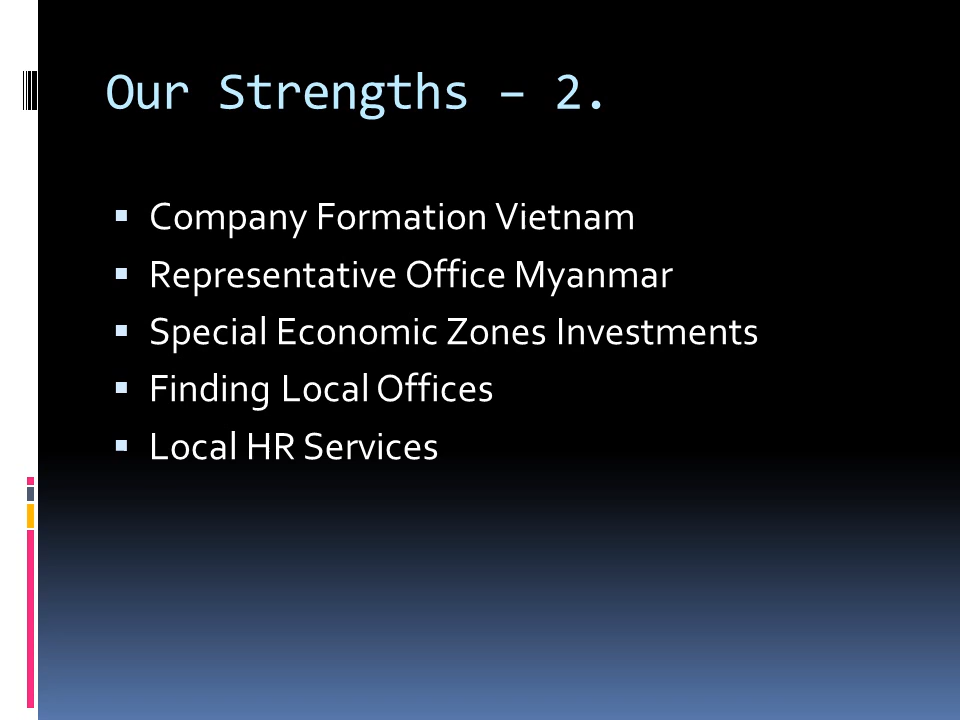 Our Strengths – 2.
▪ Company Formation Vietnam
▪ Representative Office Myanmar
▪ Special Economic Zones Investments
▪ Finding Local Offices
▪ Local HR Services